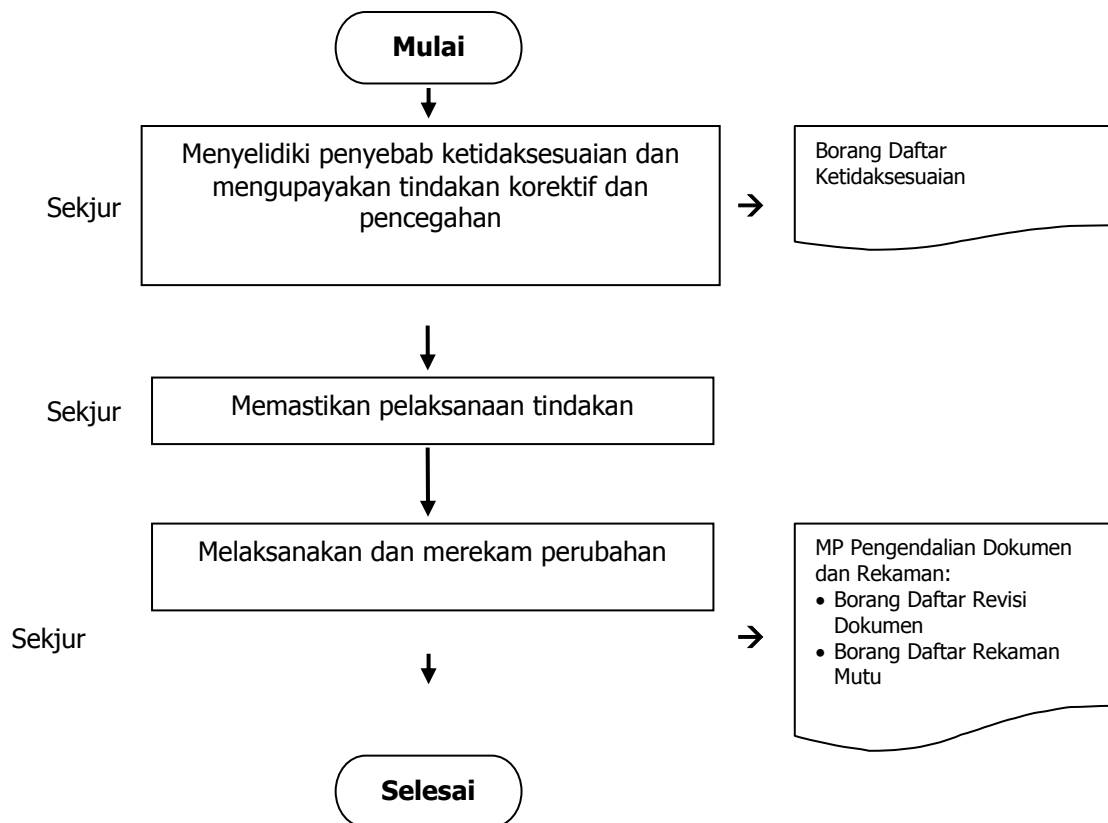 Mulai
Menyelidiki penyebab ketidaksesuaian dan
mengupayakan tindakan korektif dan
pencegahan
Sekjur
→
Borang Daftar
Ketidaksesuaian
Sekjur
Memastikan pelaksanaan tindakan
Melaksanakan dan merekam perubahan
Sekjur
→
MP Pengendalian Dokumen
dan Rekaman:
• Borang Daftar Revisi
Dokumen
• Borang Daftar Rekaman
Mutu
Selesai